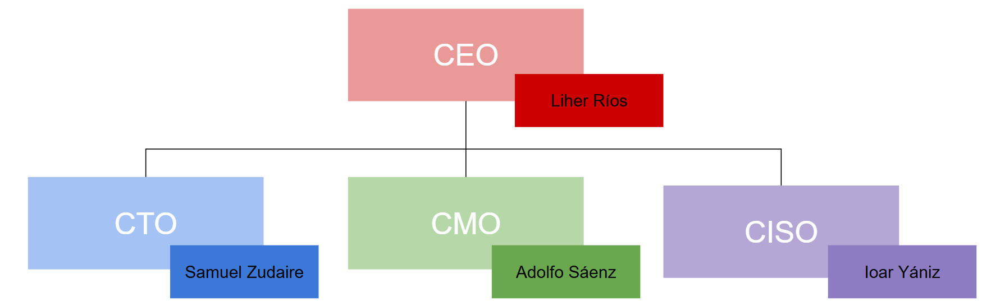 CEO
Liher Ríos
CTO
Samuel Zudaire
CMO
Adolfo Sáenz
CISO
Ioar Yániz